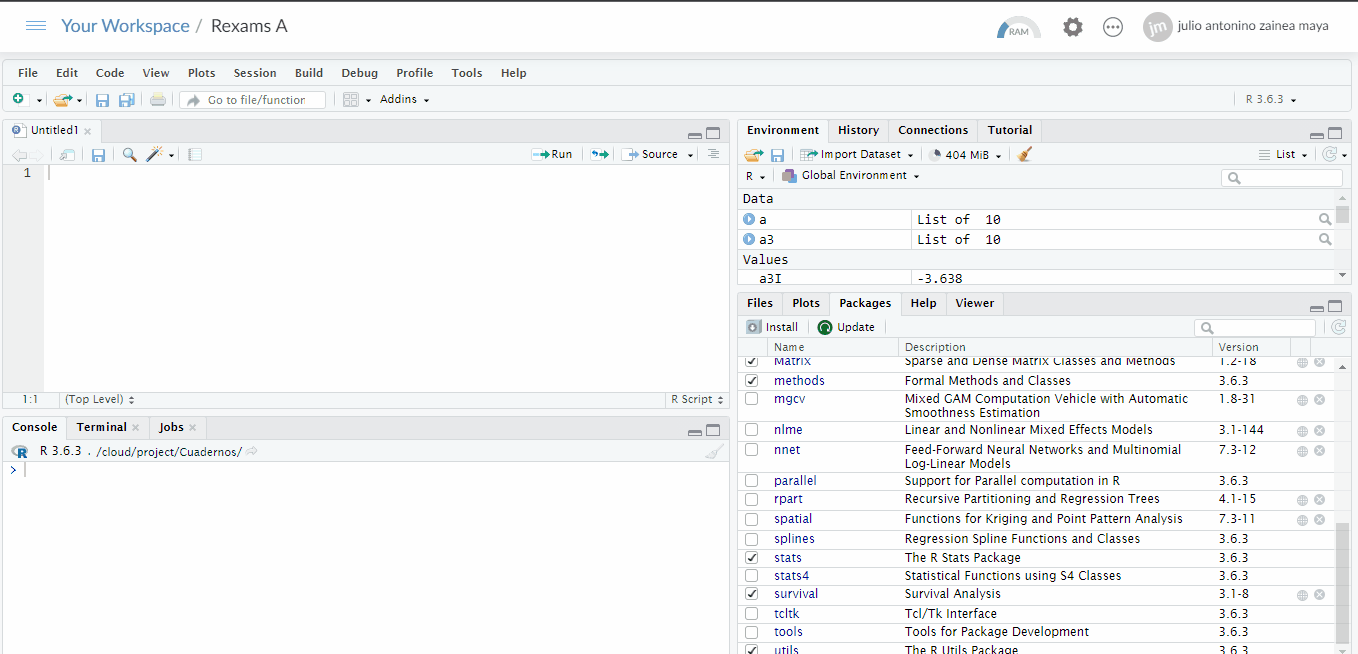 Your Workspace / Rexams A
RAM
jm julio antonino zainea maya
File Edit Code View Plots Session Build Debug Profile Tools Help
Go to file/function Addins R 3.6.3
Untitled1
Run Source
1
1:1 (Top Level) R Script
Console Terminal Jobs
R 3.6.3 . /cloud/project/Cuadernos/
>
Environment History Connections Tutorial
Import Dataset 404 MiB List
R Global Environment
Data
a List of 10
a3 List of 10
Values
a3I -3.638
Files Plots Packages Help Viewer
Install Update
Name Description Version
Matrix Sparse and Dense Matrix Classes and Methods 1.2-18
methods Formal Methods and Classes 3.6.3
mgcv Mixed GAM Computation Vehicle with Automatic 1.8-31
Smoothness Estimation
nlme Linear and Nonlinear Mixed Effects Models 3.1-144
nnet Feed-Forward Neural Networks and Multinomial 7.3-12
Log-Linear Models
parallel Support for Parallel computation in R 3.6.3
rpart Recursive Partitioning and Regression Trees 4.1-15
spatial Functions for Kriging and Point Pattern Analysis 7.3-11
splines Regression Spline Functions and Classes 3.6.3
stats The R Stats Package 3.6.3
stats4 Statistical Functions using S4 Classes 3.6.3
survival Survival Analysis 3.1-8
tcltk Tcl/Tk Interface 3.6.3
tools Tools for Package Development 3.6.3
utils The R Utils Package 3.6.3